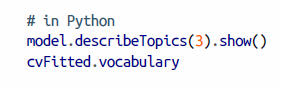 # in Python
model.describeTopics(3).show()
cvFitted.vocabulary